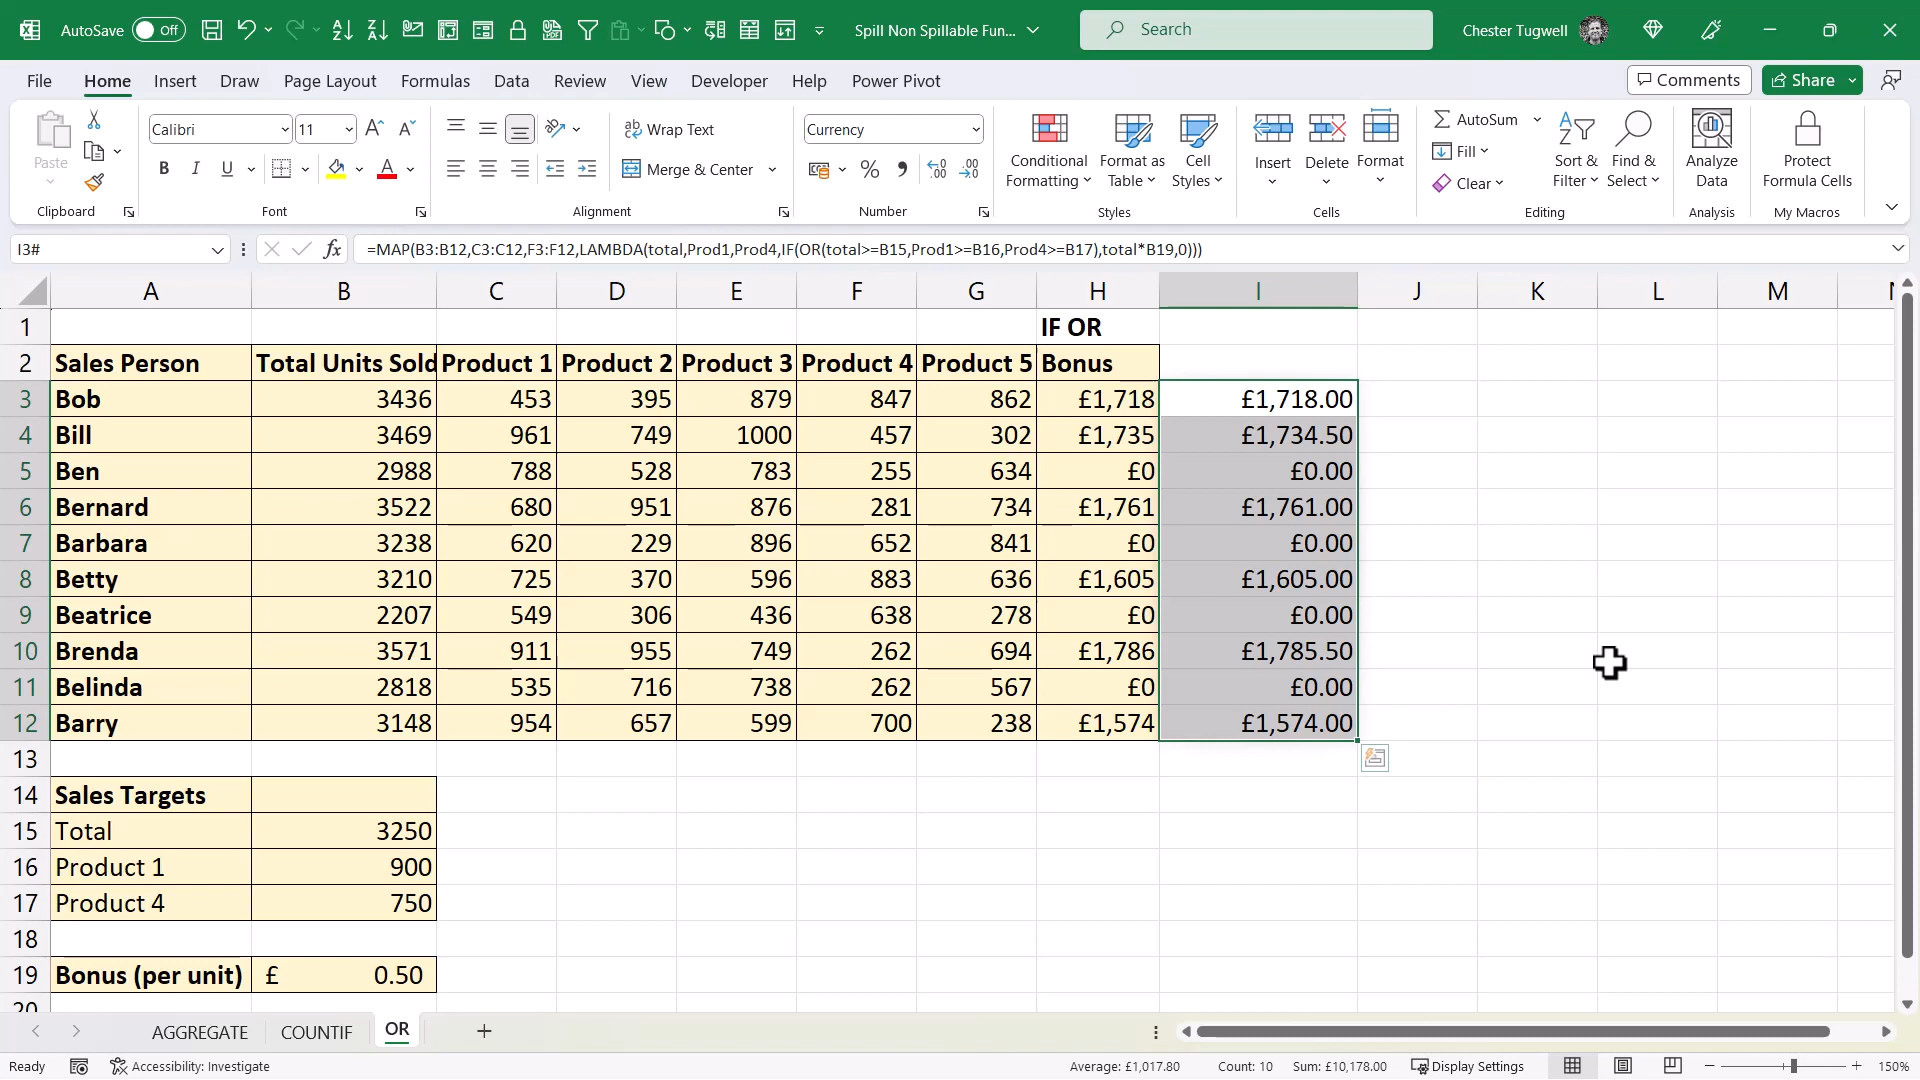 AutoSave Off Spill Non Spillable Fun... Search Chester Tugwell
File Home Insert Draw Page Layout Formulas Data Review View Developer Help Power Pivot Comments Share
Paste Calibri 11 Wrap Text Currency Conditional Formatting Format as Table Cell Styles Insert Delete Format AutoSum Sort & Filter Find & Select Analyze Data Protect Formula Cells
B I U Merge & Center % Fill
Clear
Clipboard Font Alignment Number Styles Cells Editing Analysis My Macros
I3# fx =MAP(B3:B12,C3:C12,F3:F12,LAMBDA(total,Prod1,Prod4,IF(OR(total>=B15,Prod1>=B16,Prod4>=B17),total*B19,0)))
A B C D E F G H I J K L M
1 IF OR
2 Sales Person Total Units Sold Product 1 Product 2 Product 3 Product 4 Product 5 Bonus
3 Bob 3436 453 395 879 847 862 £1,718 £1,718.00
4 Bill 3469 961 749 1000 457 302 £1,735 £1,734.50
5 Ben 2988 788 528 783 255 634 £0 £0.00
6 Bernard 3522 680 951 876 281 734 £1,761 £1,761.00
7 Barbara 3238 620 229 896 652 841 £0 £0.00
8 Betty 3210 725 370 596 883 636 £1,605 £1,605.00
9 Beatrice 2207 549 306 436 638 278 £0 £0.00
10 Brenda 3571 911 955 749 262 694 £1,786 £1,785.50
11 Belinda 2818 535 716 738 262 567 £0 £0.00
12 Barry 3148 954 657 599 700 238 £1,574 £1,574.00
13
14 Sales Targets
15 Total 3250
16 Product 1 900
17 Product 4 750
18
19 Bonus (per unit) £ 0.50
20
AGGREGATE COUNTIF OR
Ready Accessibility: Investigate Average: £1,017.80 Count: 10 Sum: £10,178.00 Display Settings 150%